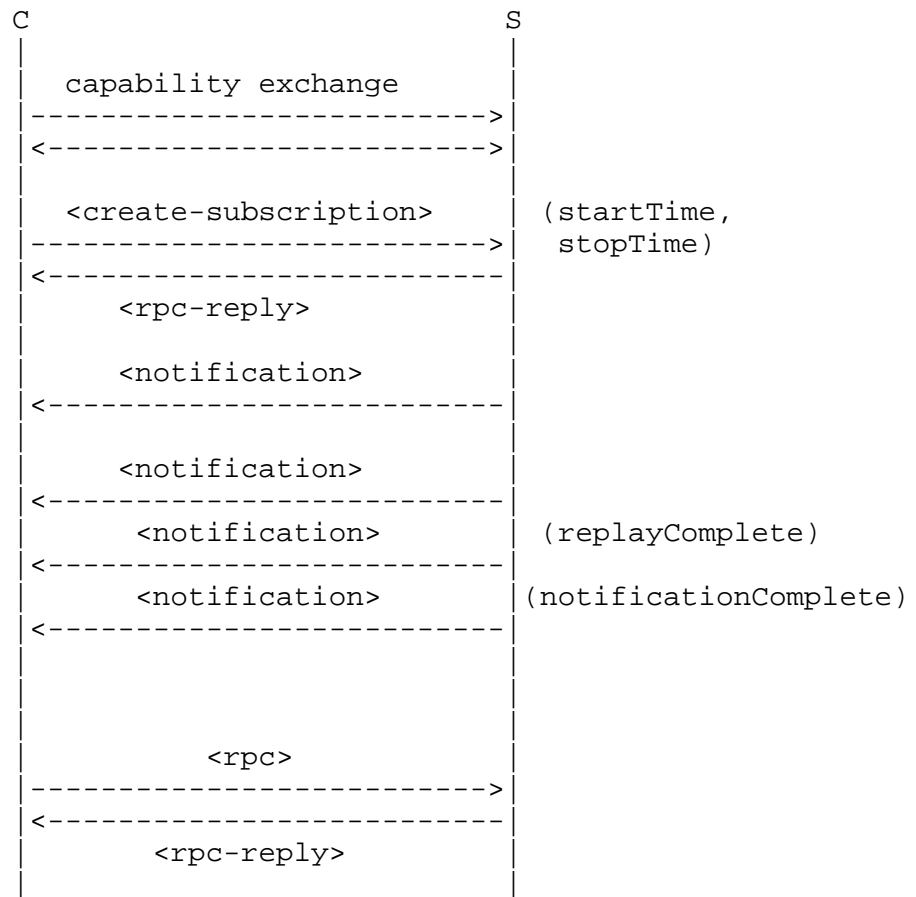 C                           S
capability exchange
|-------------------------->|
|<------------------------->|
<create-subscription>      (startTime,
|-------------------------->|  stopTime)
|<--------------------------|
<rpc-reply>
<notification>
|<--------------------------|
<notification>
|<--------------------------|
<notification>         (replayComplete)
|<--------------------------|
<notification>        (notificationComplete)
|<--------------------------|
<rpc>
|-------------------------->|
|<--------------------------|
<rpc-reply>